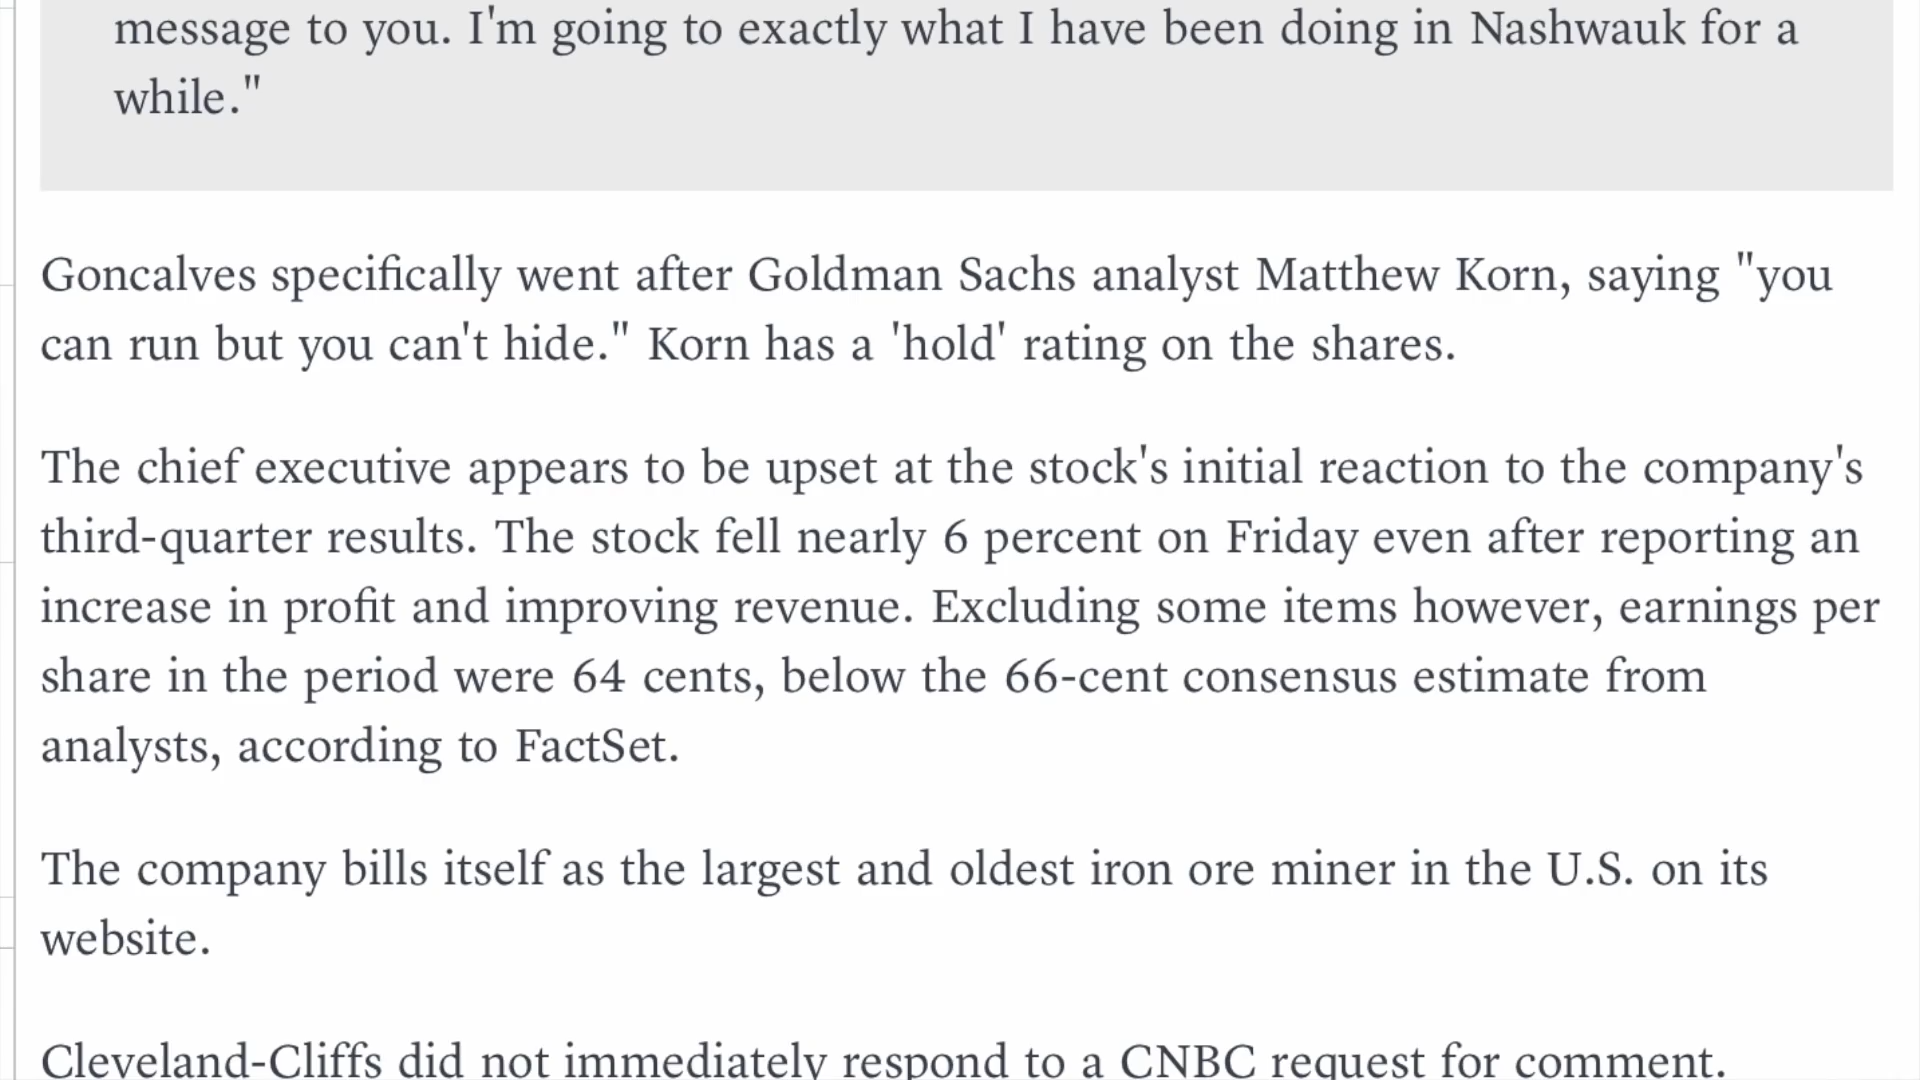 message to you. I'm going to exactly what I have been doing in Nashwauk for a
while."
Goncalves specifically went after Goldman Sachs analyst Matthew Korn, saying "you
can run but you can't hide." Korn has a 'hold' rating on the shares.
The chief executive appears to be upset at the stock's initial reaction to the company's
third-quarter results. The stock fell nearly 6 percent on Friday even after reporting an
increase in profit and improving revenue. Excluding some items however, earnings per
share in the period were 64 cents, below the 66-cent consensus estimate from
analysts, according to FactSet.
The company bills itself as the largest and oldest iron ore miner in the U.S. on its
website.
Cleveland-Cliffs did not immediately respond to a CNBC request for comment.